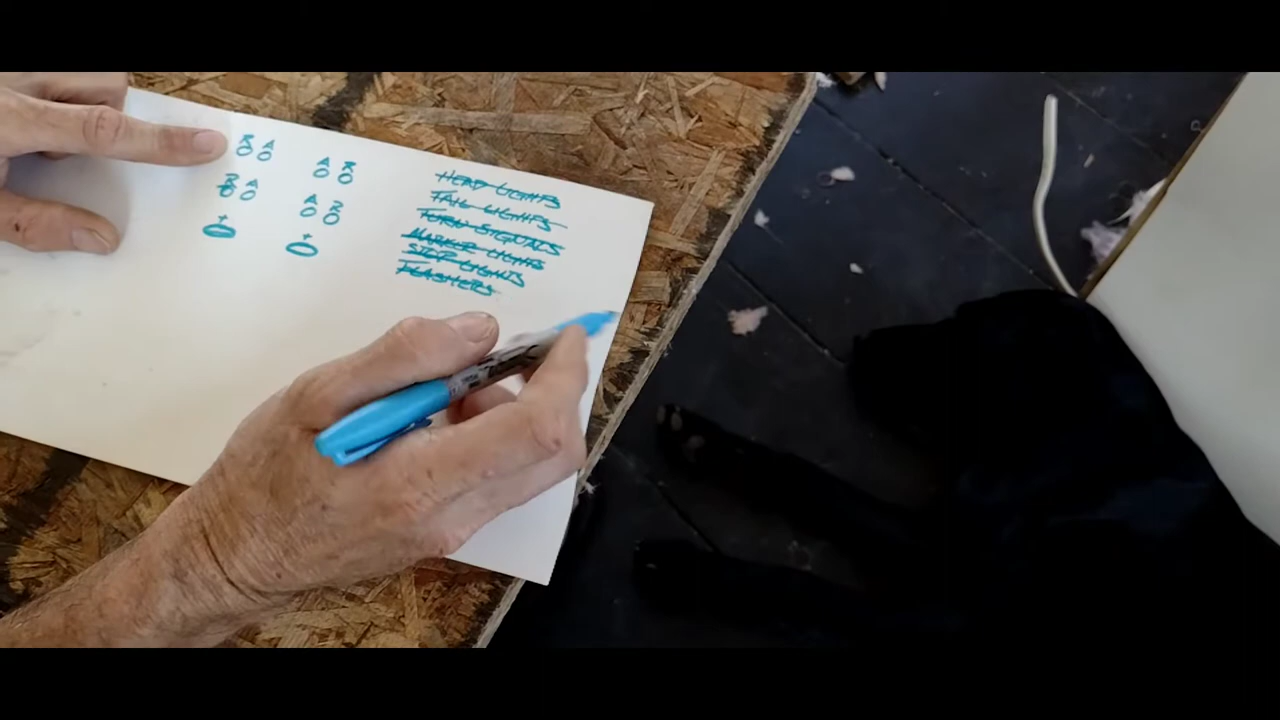 R A A R
R A A R
+ +
HEAD LIGHTS
TAIL LIGHTS
TURN SIGNALS
MARKER LIGHTS
STOP LIGHTS
FLASHERS